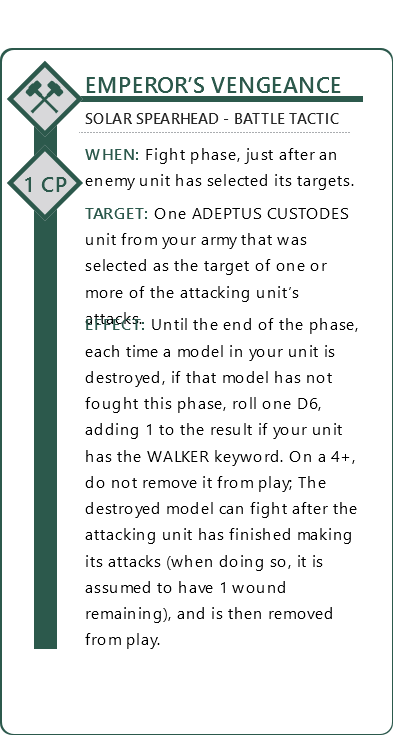 EMPEROR’S VENGEANCE
SOLAR SPEARHEAD - BATTLE TACTIC
WHEN: Fight phase, just after an
enemy unit has selected its targets.
1 CP
TARGET: One ADEPTUS CUSTODES
unit from your army that was
selected as the target of one or
more of the attacking unit’s
attacks.
EFFECT: Until the end of the phase,
each time a model in your unit is
destroyed, if that model has not
fought this phase, roll one D6,
adding 1 to the result if your unit
has the WALKER keyword. On a 4+,
do not remove it from play; The
destroyed model can fight after the
attacking unit has finished making
its attacks (when doing so, it is
assumed to have 1 wound
remaining), and is then removed
from play.